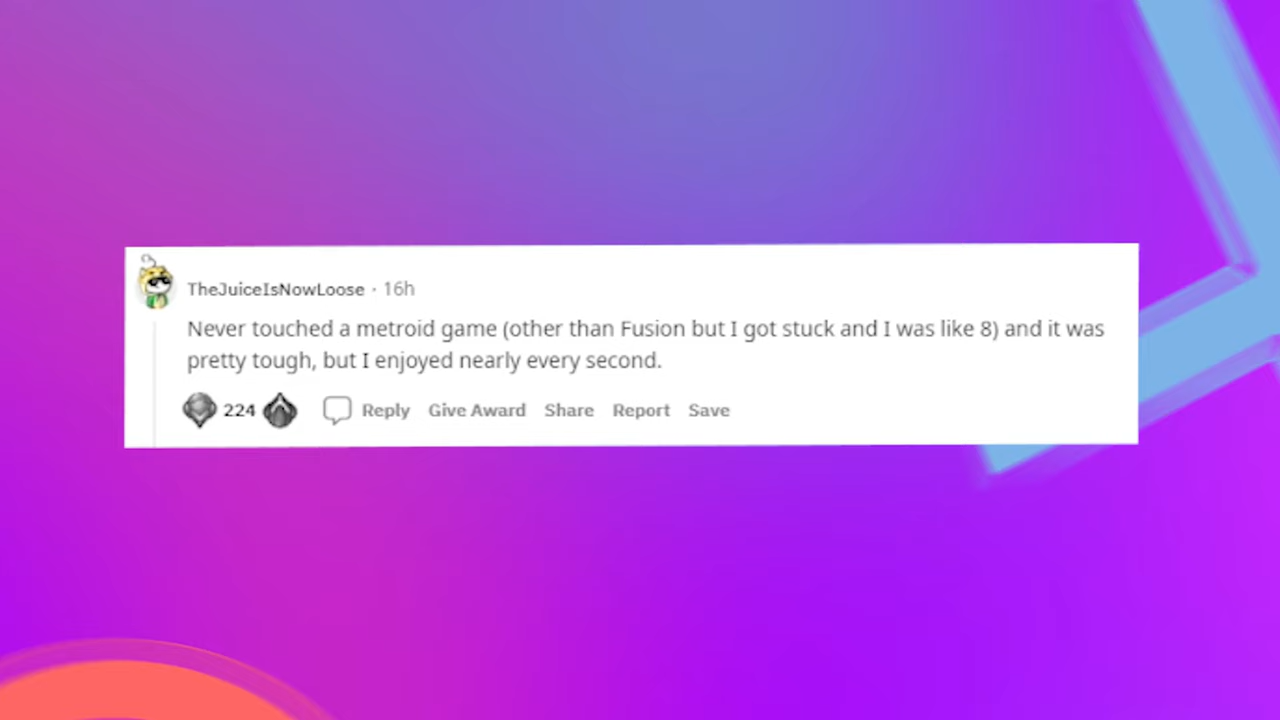 TheJuiceIsNowLoose · 16h
Never touched a metroid game (other than Fusion but I got stuck and I was like 8) and it was
pretty tough, but I enjoyed nearly every second.
224 Reply Give Award Share Report Save